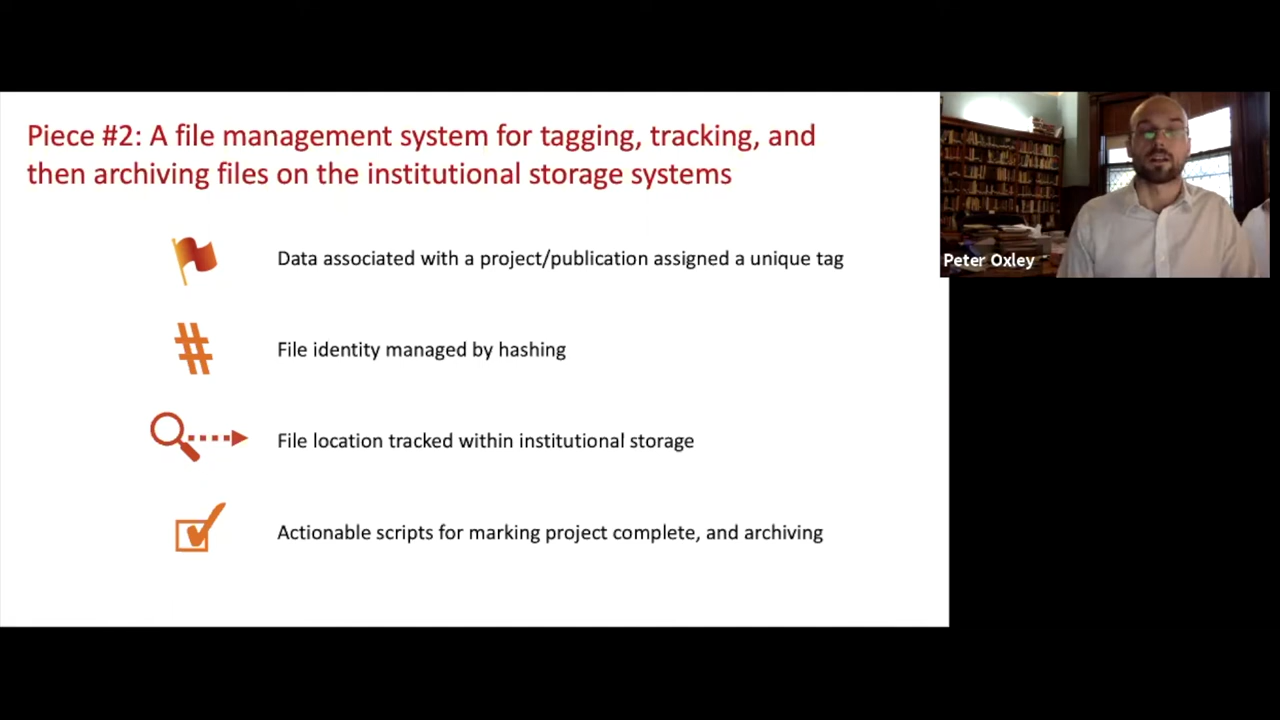 Piece #2: A file management system for tagging, tracking, and
then archiving files on the institutional storage systems
Data associated with a project/publication assigned a unique tag
File identity managed by hashing
File location tracked within institutional storage
Actionable scripts for marking project complete, and archiving
Peter Oxley